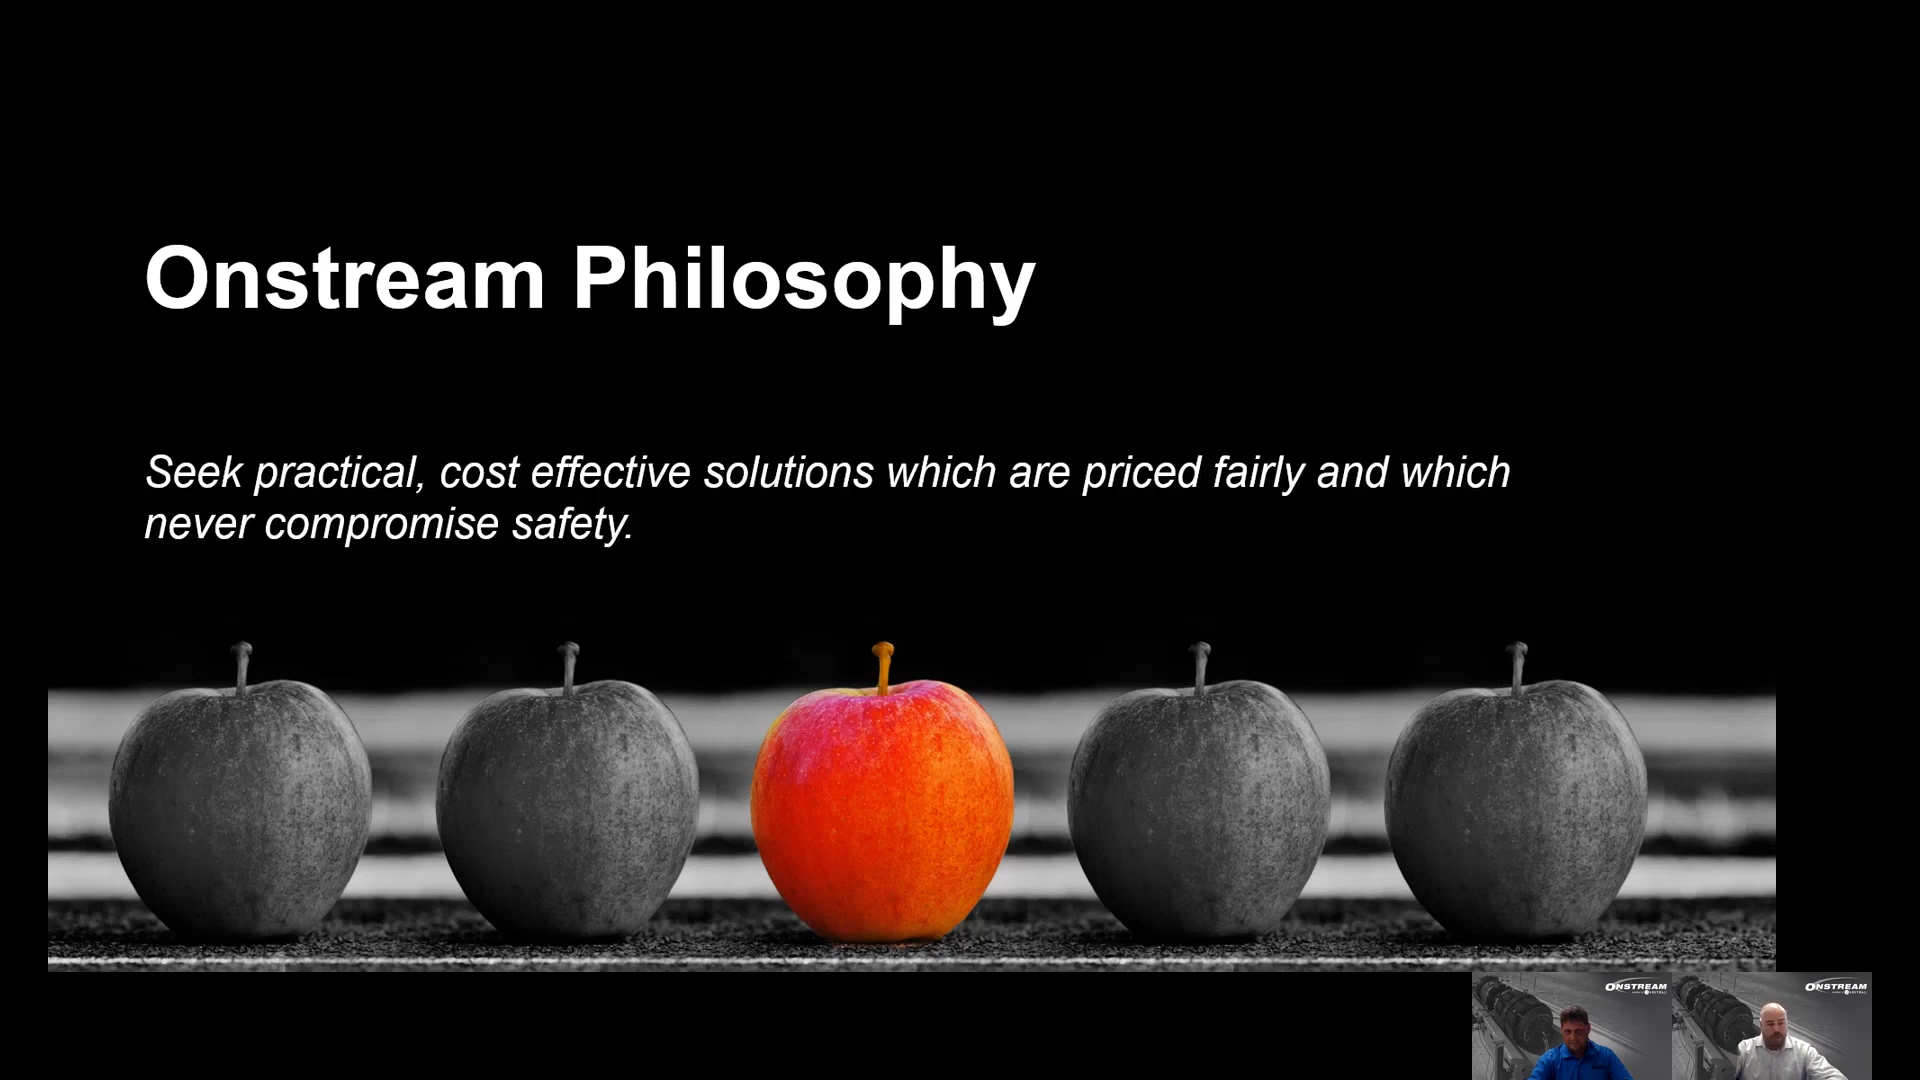 Onstream Philosophy
Seek practical, cost effective solutions which are priced fairly and which
never compromise safety.
ONSTREAM
ONSTREAM